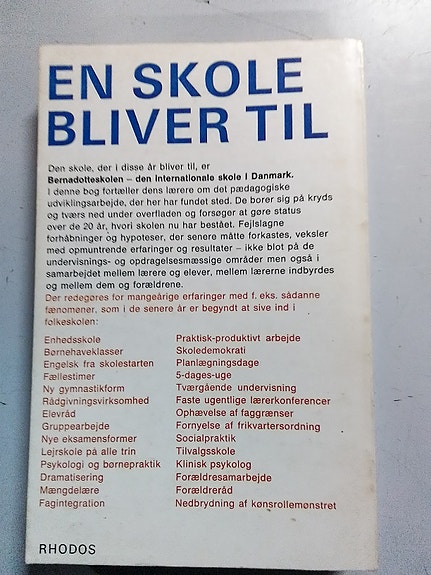 EN SKOLE
BLIVER TIL
Den skole, der i disse år bliver til, er
Bernadotteskolen – den Internationale skole i Danmark.
I denne bog fortæller dens lærere om det pædagogiske
udviklingsarbejde, der her har fundet sted. De borer sig på kryds
og tværs ned under overfladen og forsøger at gøre status
over de 20 år, hvori skolen nu har bestået. Fejlslagne
forhåbninger og hypoteser, der senere måtte forkastes, veksler
med opmuntrende erfaringer og resultater – ikke blot på de
undervisnings- og opdragelsesmæssige områder men også i
samarbejdet mellem lærere og elever, mellem lærerne indbyrdes
og mellem dem og forældrene.
Der redegøres for mangeårige erfaringer med f. eks. sådanne
fænomener, som i de senere år er begyndt at sive ind i
folkeskolen:
Enhedsskole
Børnehaveklasser
Engelsk fra skolestarten
Fællestimer
Ny gymnastikform
Rådgivningsvirksomhed
Elevråd
Gruppearbejde
Nye eksamensformer
Lejrskole på alle trin
Psykologi og børnepraktik
Dramatisering
Mængdelære
Fagintegration
Praktisk-produktivt arbejde
Skoledemokrati
Planlægningsdage
5-dages-uge
Tværgående undervisning
Faste ugentlige lærerkonferencer
Ophævelse af faggrænser
Fornyelse af frikvartersordning
Socialpraktik
Tilvalgsskole
Klinisk psykolog
Forældresamarbejde
Forældreråd
Nedbrydning af kønsrollemønstret
RHODOS